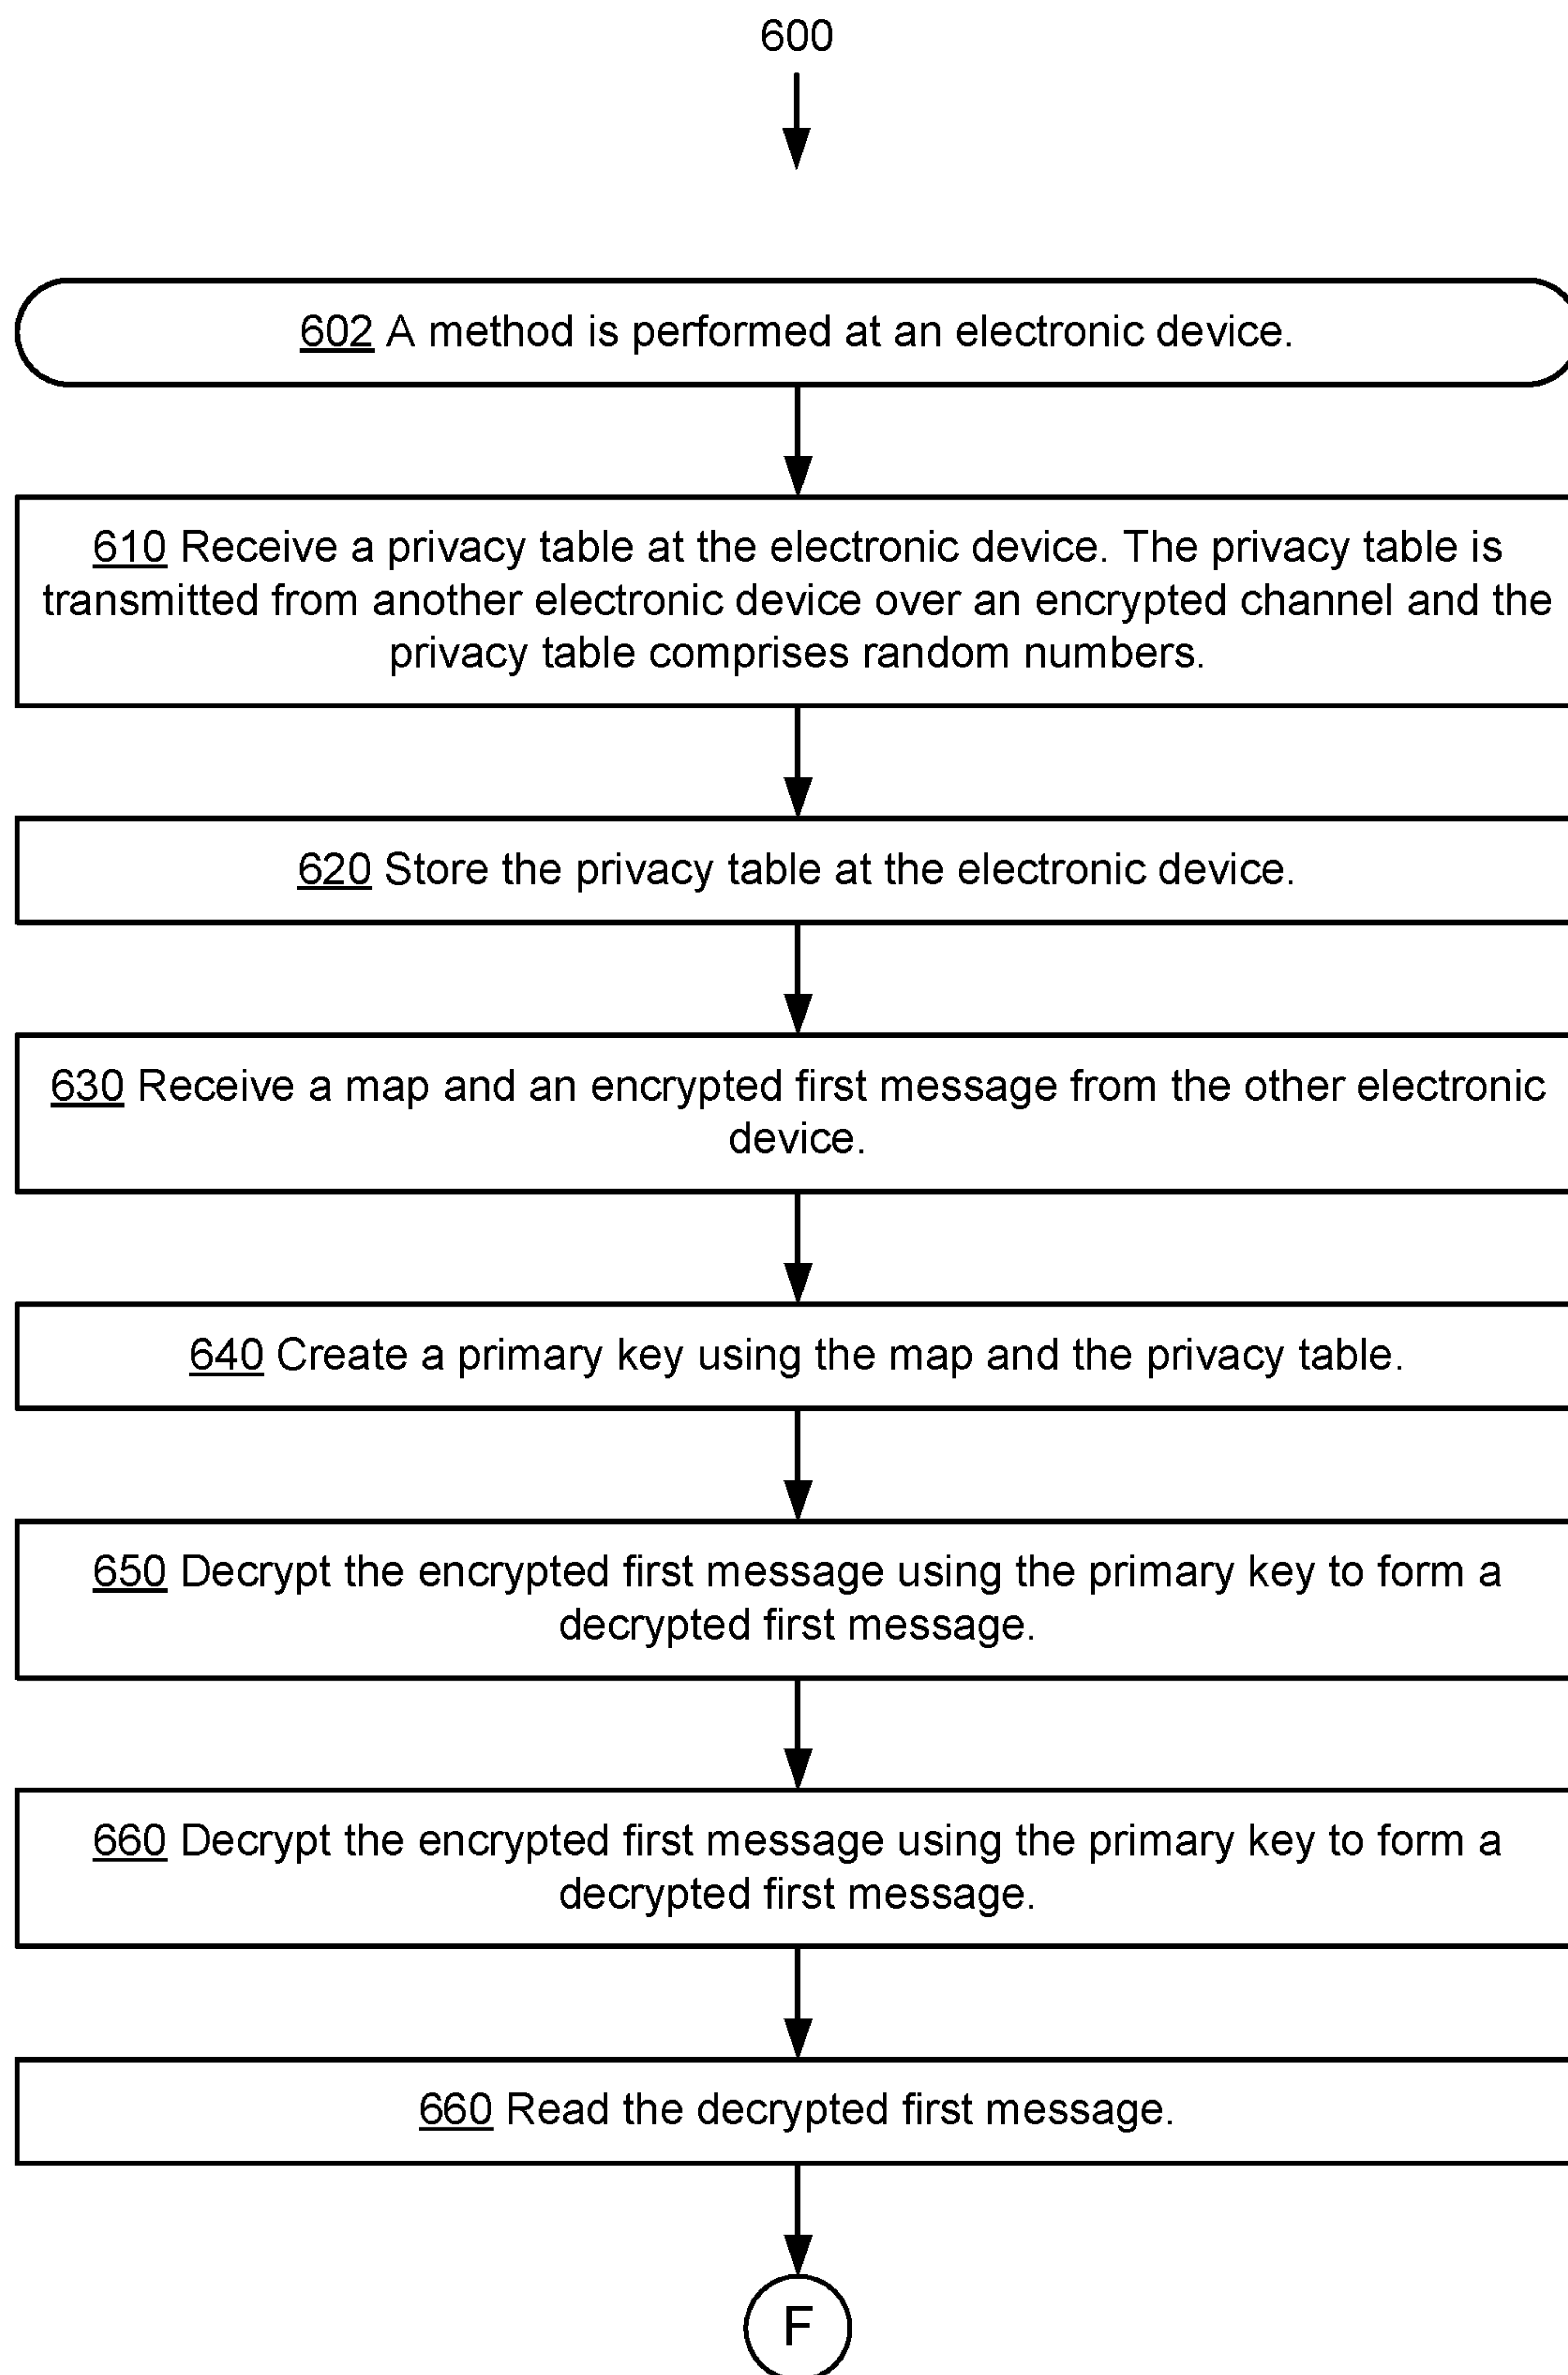 600
602 A method is performed at an electronic device.
610 Receive a privacy table at the electronic device. The privacy table is
transmitted from another electronic device over an encrypted channel and the
privacy table comprises random numbers.
620 Store the privacy table at the electronic device.
630 Receive a map and an encrypted first message from the other electronic
device.
640 Create a primary key using the map and the privacy table.
650 Decrypt the encrypted first message using the primary key to form a
decrypted first message.
660 Decrypt the encrypted first message using the primary key to form a
decrypted first message.
660 Read the decrypted first message.
F